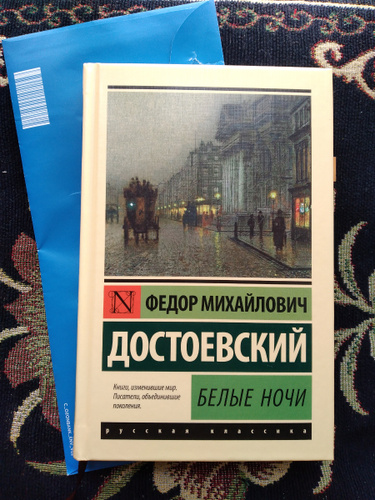 N
ФЕДОР МИХАЙЛОВИЧ
ДОСТОЕВСКИЙ
Книги, изменившие мир.
Писатели, объединившие
поколения.
БЕЛЫЕ НОЧИ
русская классика